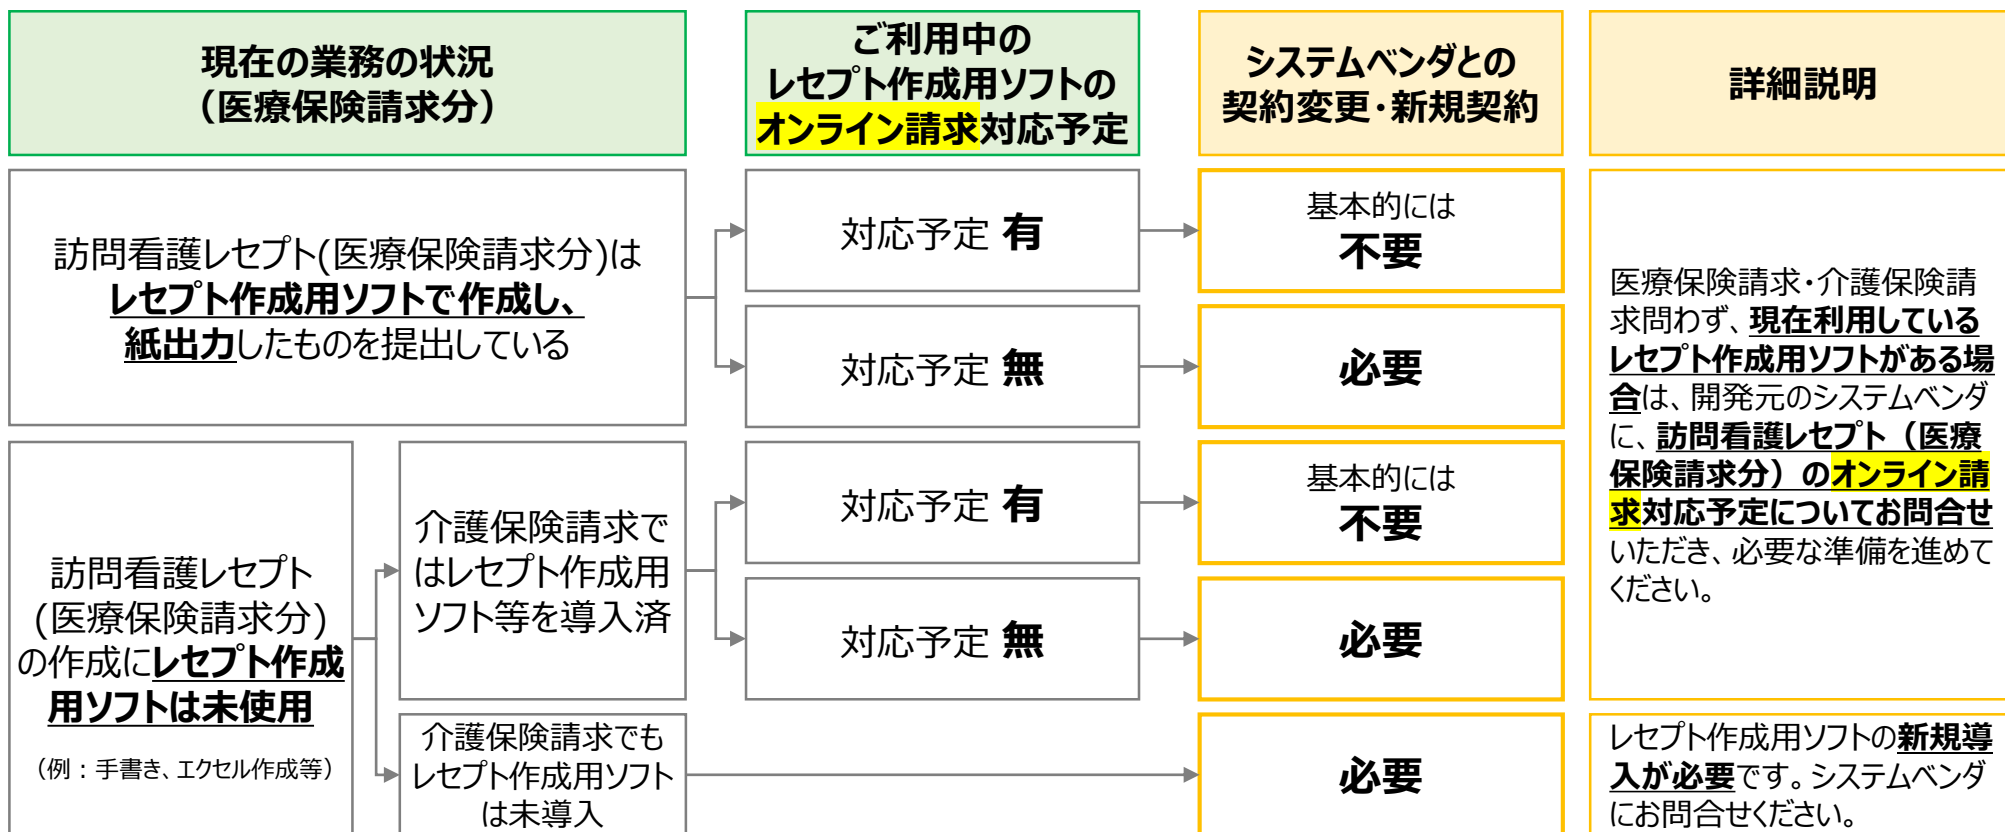 現在の業務の状況
（医療保険請求分）
ご利用中の
レセプト作成用ソフトの
オンライン請求対応予定
システムベンダとの
契約変更・新規契約
詳細説明
訪問看護レセプト(医療保険請求分)は
レセプト作成用ソフトで作成し、
紙出力したものを提出している
対応予定 有
基本的には
不要
対応予定 無
必要
医療保険請求・介護保険請
求問わず、現在利用している
レセプト作成用ソフトがある場
合は、開発元のシステムベンダ
に、訪問看護レセプト（医療
保険請求分）のオンライン請
求対応予定についてお問合せ
いただき、必要な準備を進めて
ください。
訪問看護レセプト
(医療保険請求分)
の作成にレセプト作成
用ソフトは未使用
（例：手書き、エクセル作成等）
介護保険請求で
はレセプト作成用
ソフト等を導入済
対応予定 有
基本的には
不要
対応予定 無
必要
介護保険請求でも
レセプト作成用ソフト
は未導入
必要
レセプト作成用ソフトの新規導
入が必要です。システムベンダ
にお問合せください。